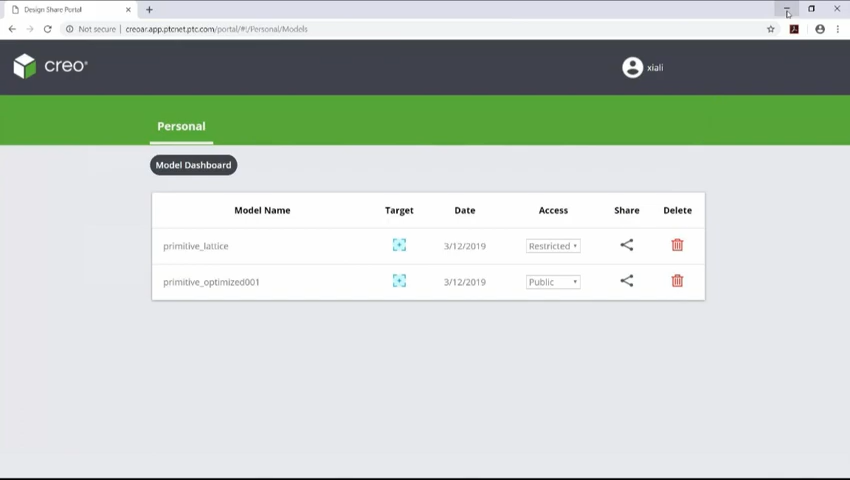 Design Share Portal
Not secure | creoar.app.ptcnet.ptc.com/portal/#!/Personal/Models
creo®
xiali
Personal
Model Dashboard
Model Name Target Date Access Share Delete
primitive_lattice 3/12/2019 Restricted
primitive_optimized001 3/12/2019 Public